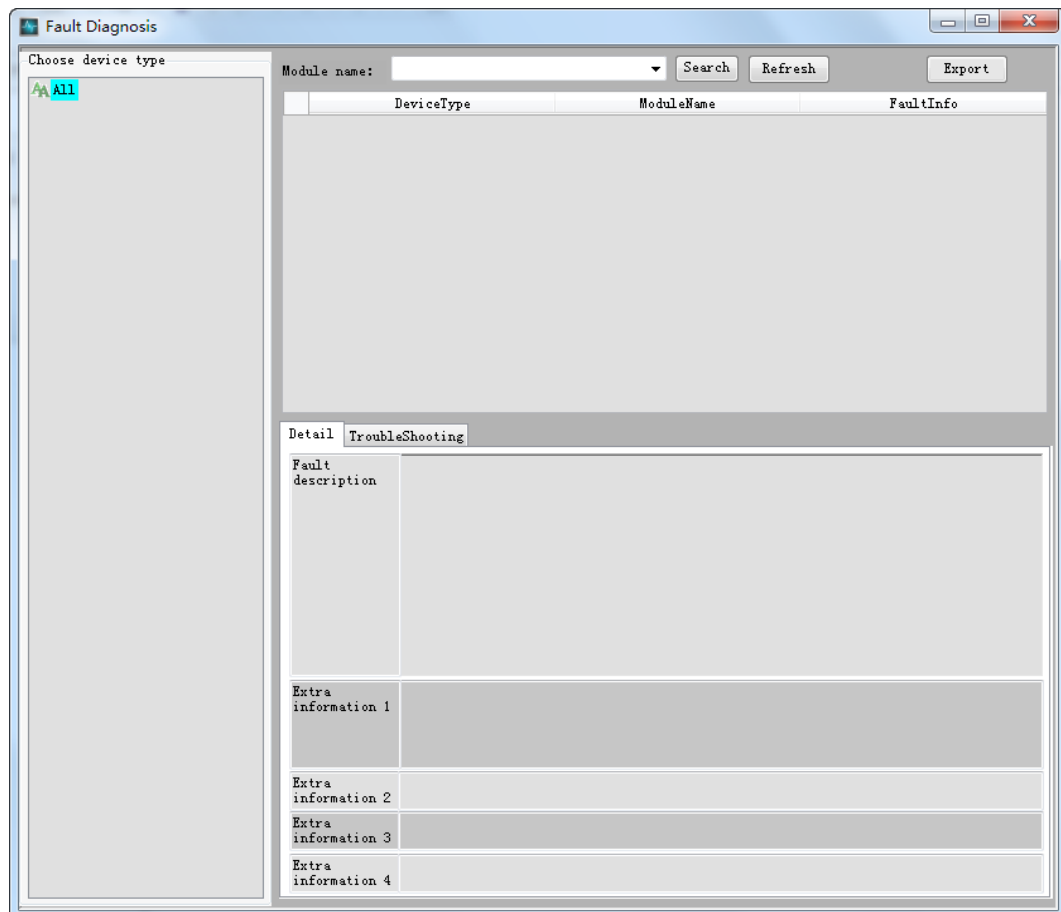 Fault Diagnosis
Choose device type
All
Module name:
Search
Refresh
Export
DeviceType
ModuleName
FaultInfo
Detail
TroubleShooting
Fault
description
Extra
information 1
Extra
information 2
Extra
information 3
Extra
information 4